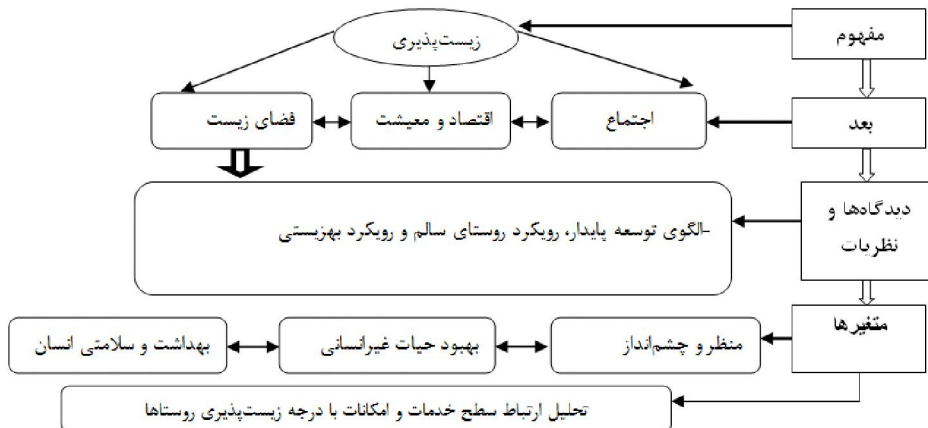 مفهوم
زیست‌پذیری
بعد
اجتماع
اقتصاد و معیشت
فضای زیست
دیدگاه‌ها و
نظریات
-الگوی توسعه پایدار، رویکرد روستای سالم و رویکرد بهزیستی
متغیرها
منظر و چشم‌انداز
بهبود حیات غیرانسانی
بهداشت و سلامتی انسان
تحلیل ارتباط سطح خدمات و امکانات با درجه زیست‌پذیری روستاها